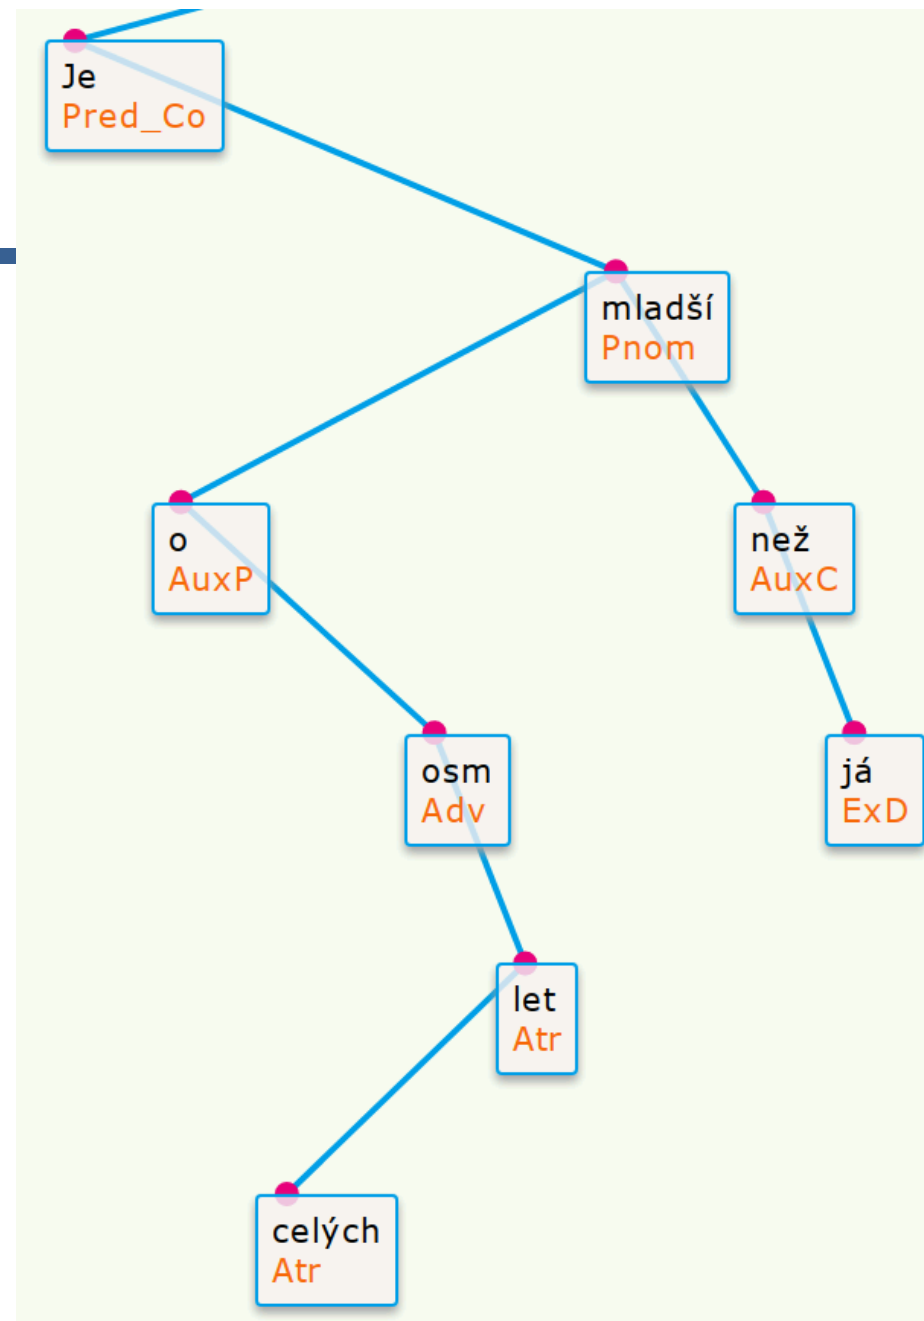 Je
Pred_Co
mladší
Pnom
o
AuxP
než
AuxC
osm
Adv
já
ExD
let
Atr
celých
Atr